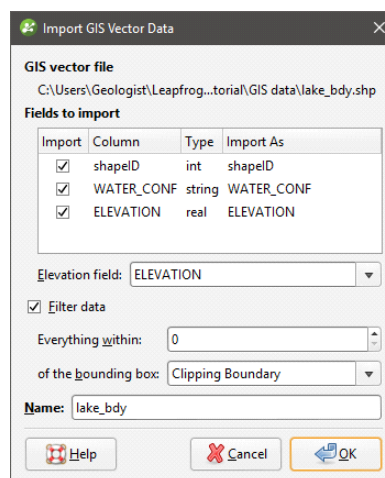 Import GIS Vector Data
GIS vector file
C:\Users\Geologist\Leapfrog...torial\GIS data\lake_bdy.shp
Fields to import
Import Column Type Import As
shapeID int shapeID
WATER_CONF string WATER_CONF
ELEVATION real ELEVATION
Elevation field: ELEVATION
Filter data
Everything within: 0
of the bounding box: Clipping Boundary
Name: lake_bdy
Help Cancel OK